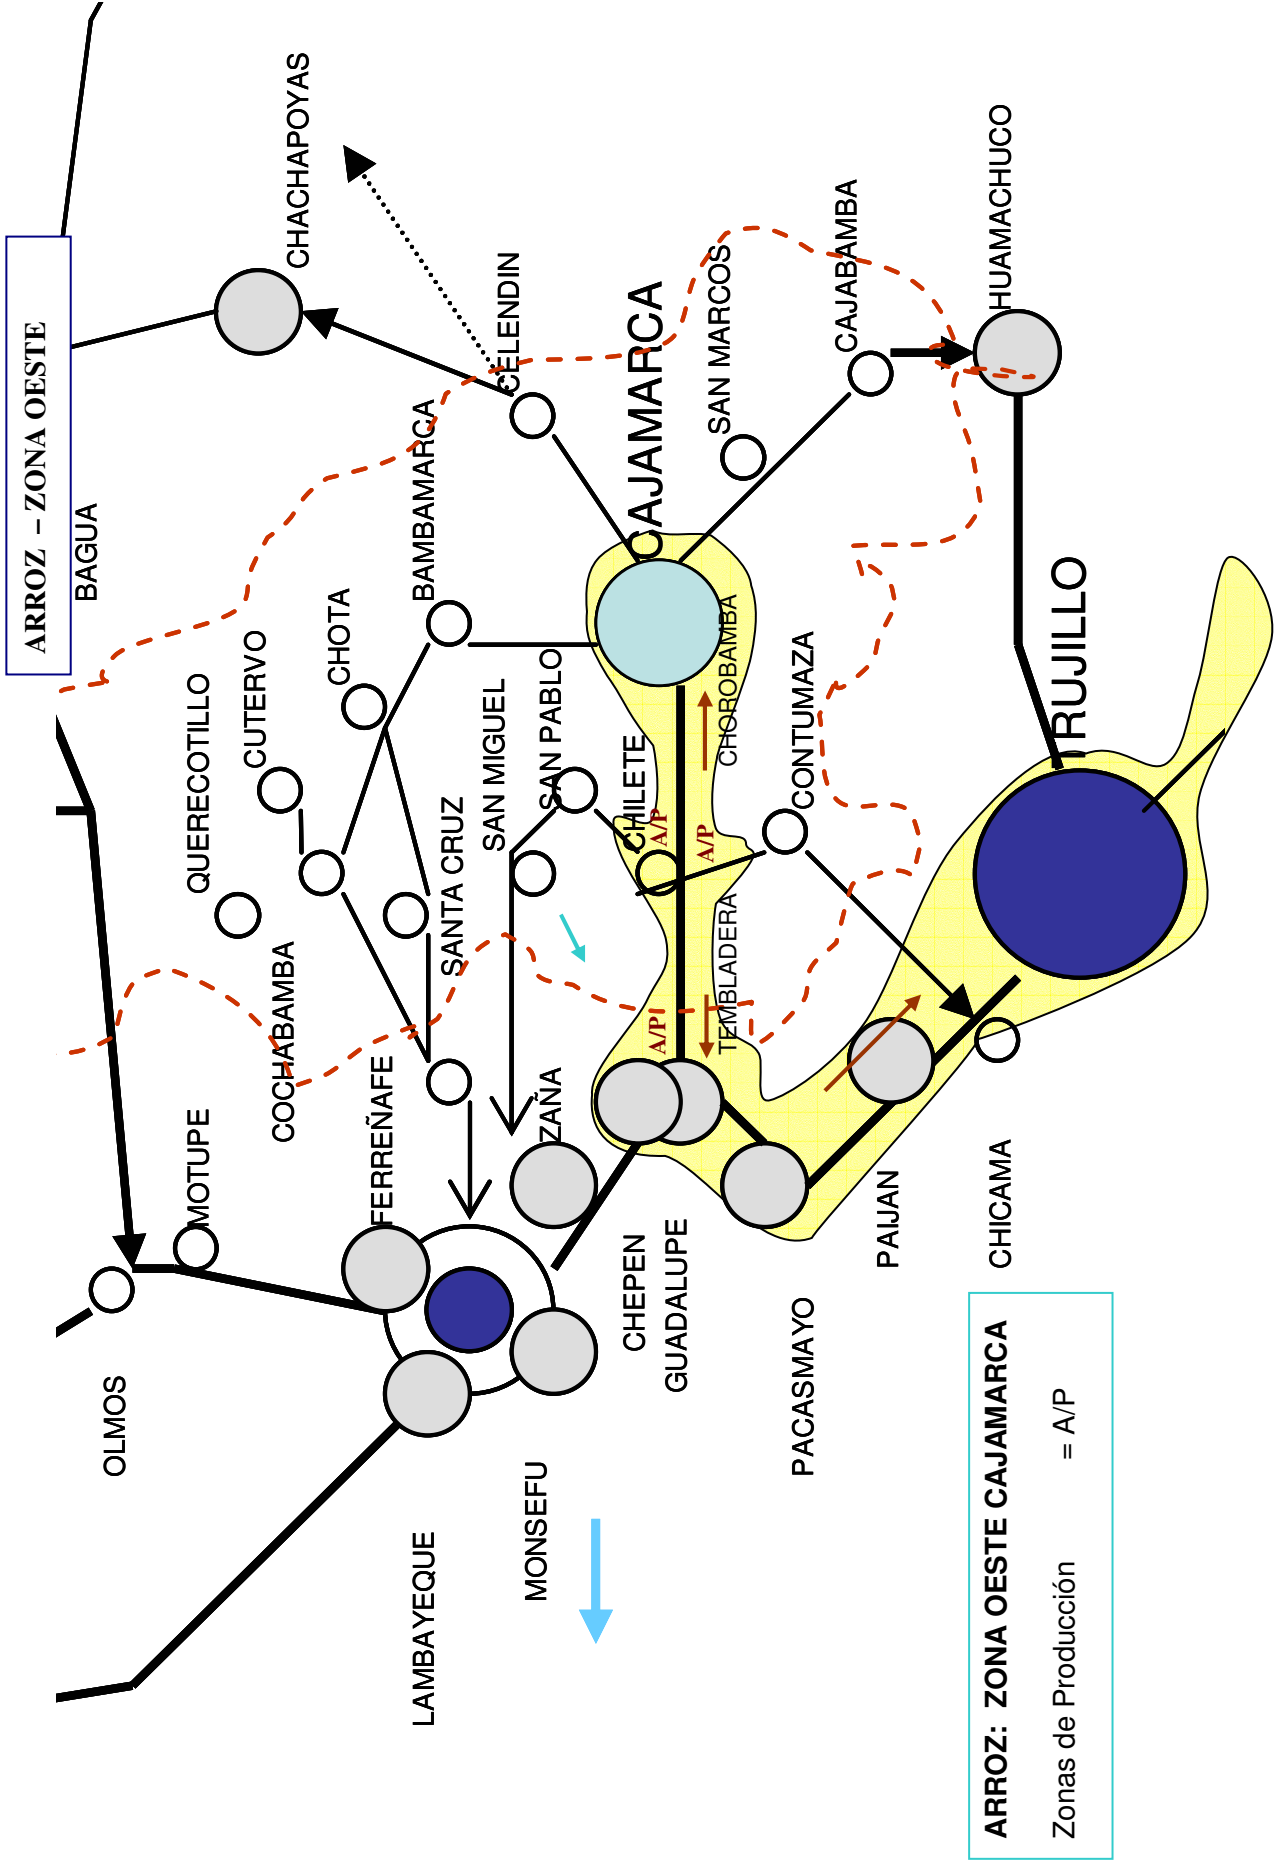 ARROZ – ZONA OESTE
BAGUA
OLMOS
MOTUPE
QUERECOTILLO
CUTERVO
COCHABAMBA
CHACHAPOYAS
CHOTA
FERREÑAFE
LAMBAYEQUE
BAMBAMARCA
SANTA CRUZ
SAN MIGUEL
CELENDIN
MONSEFU
ZAÑA
SAN PABLO
CHEPEN
CHILETE
CAJAMARCA
A/P
A/P
GUADALUPE
A/P
SAN MARCOS
TEMBLADERA
CHOROBAMBA
PACASMAYO
CONTUMAZA
CAJABAMBA
PAIJAN
CHICAMA
HUAMACHUCO
TRUJILLO
ARROZ: ZONA OESTE CAJAMARCA
Zonas de Producción = A/P